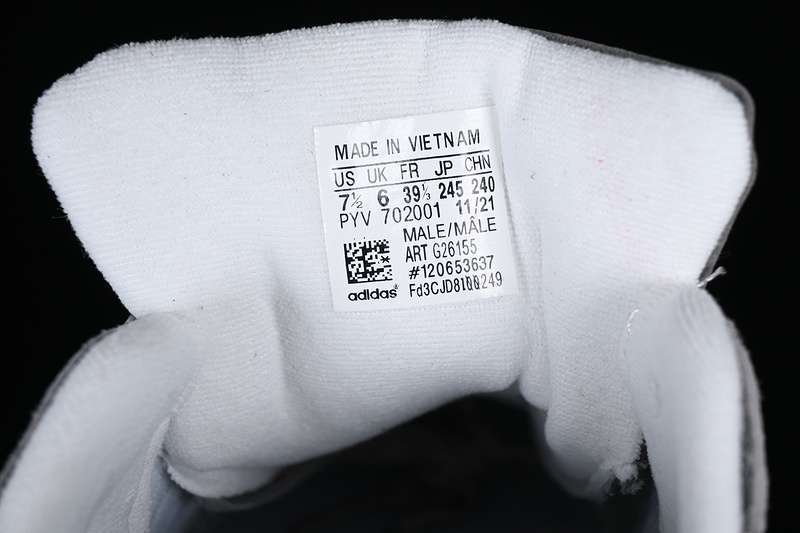 MADE IN VIETNAM
US UK FR JP CHN
7½ 6 39⅓ 245 240
PYV 702001 11/21
MALE/MÂLE
ART G26155
#120653637
adidas